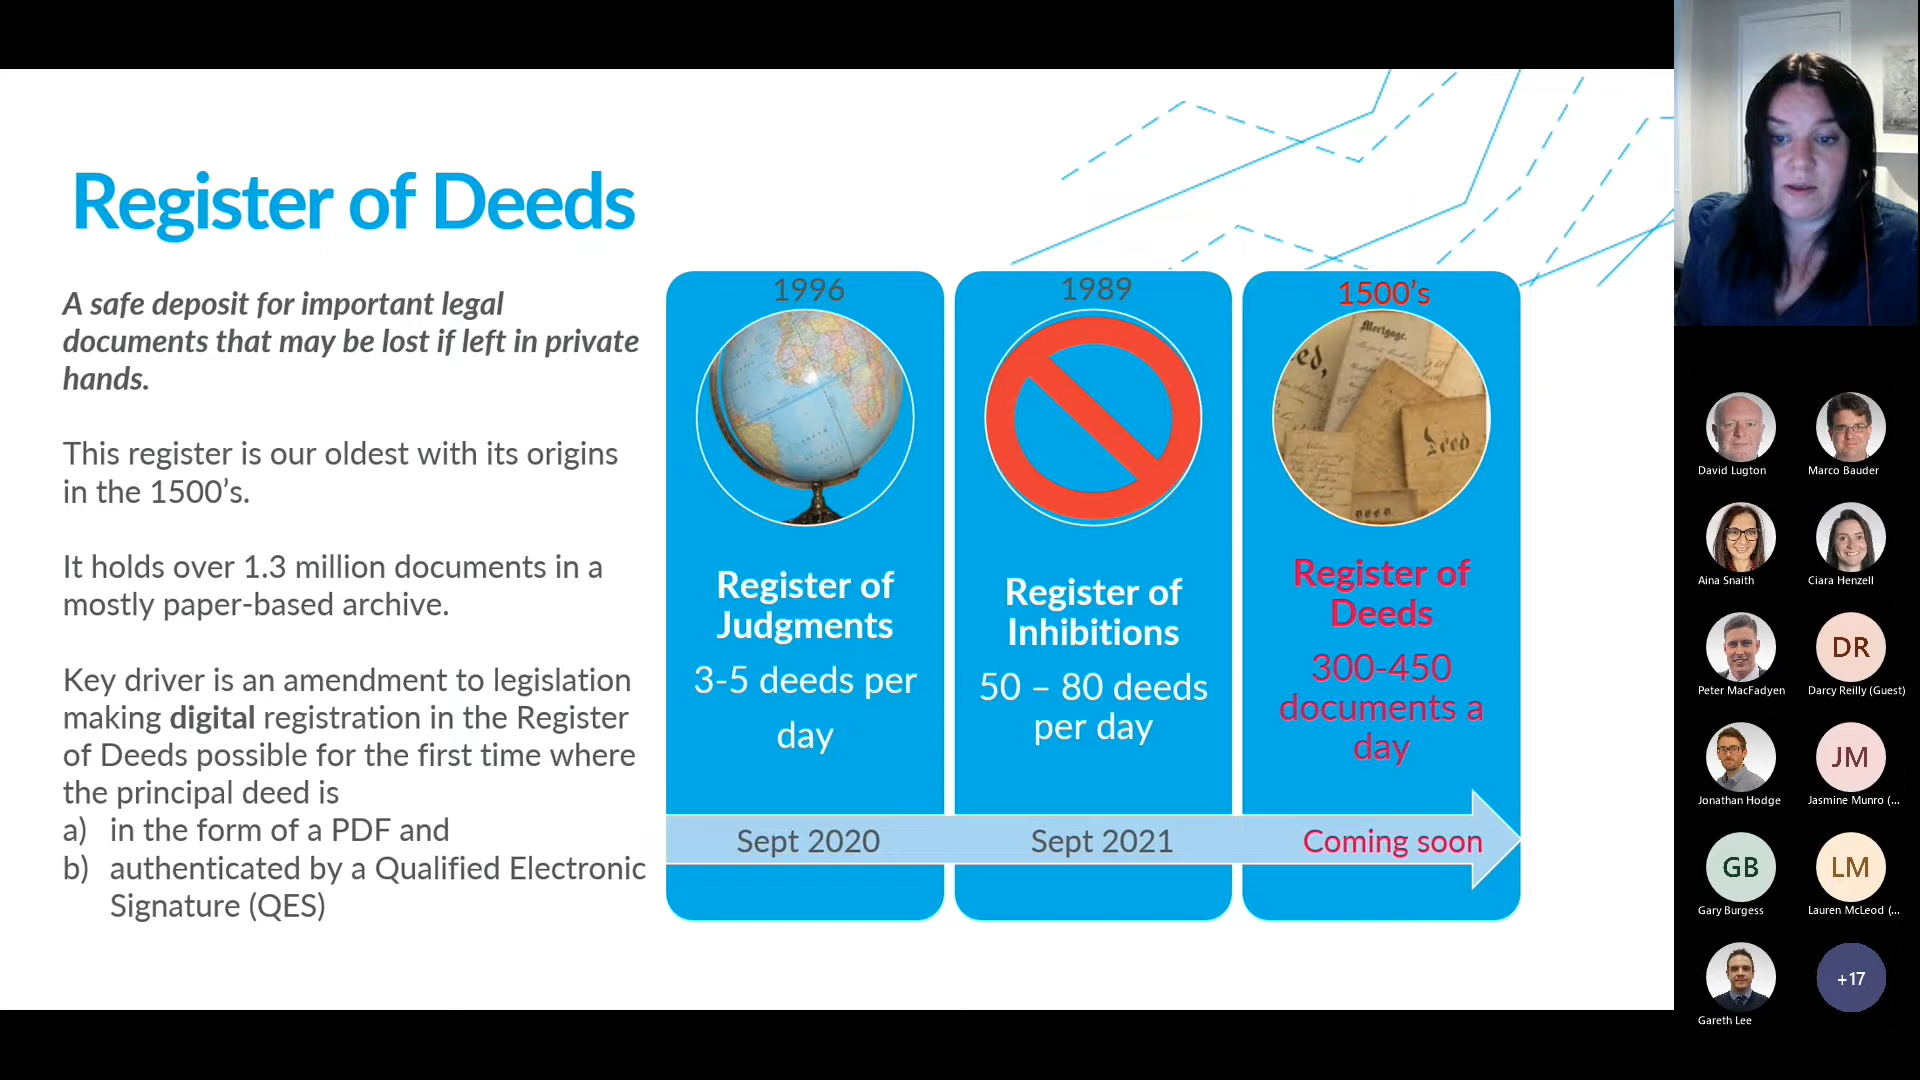 Register of Deeds
A safe deposit for important legal
documents that may be lost if left in private
hands.
This register is our oldest with its origins
in the 1500’s.
It holds over 1.3 million documents in a
mostly paper-based archive.
Key driver is an amendment to legislation
making digital registration in the Register
of Deeds possible for the first time where
the principal deed is
a) in the form of a PDF and
b) authenticated by a Qualified Electronic
Signature (QES)
1996
Register of
Judgments
3-5 deeds per
day
Sept 2020
1989
Register of
Inhibitions
50 – 80 deeds
per day
Sept 2021
1500’s
Mortgage.
Deed
Register of
Deeds
300-450
documents a
day
Coming soon
David Lugton
Marco Bauder
Aina Snaith
Ciara Henzell
Peter MacFadyen
DR
Darcy Reilly (Guest)
Jonathan Hodge
JM
Jasmine Munro (...
GB
Gary Burgess
LM
Lauren McLeod (...
Gareth Lee
+17